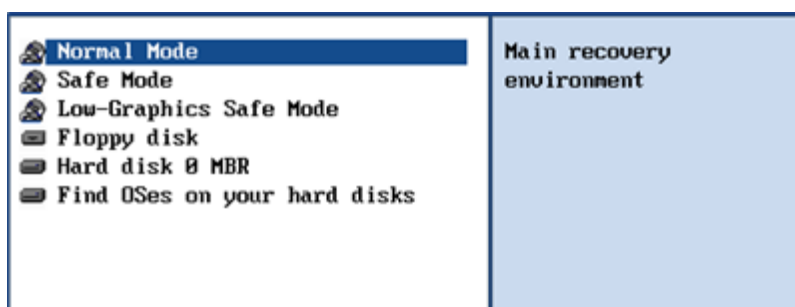 Normal Mode
Safe Mode
Low-Graphics Safe Mode
Floppy disk
Hard disk 0 MBR
Find OSes on your hard disks
Main recovery
environment